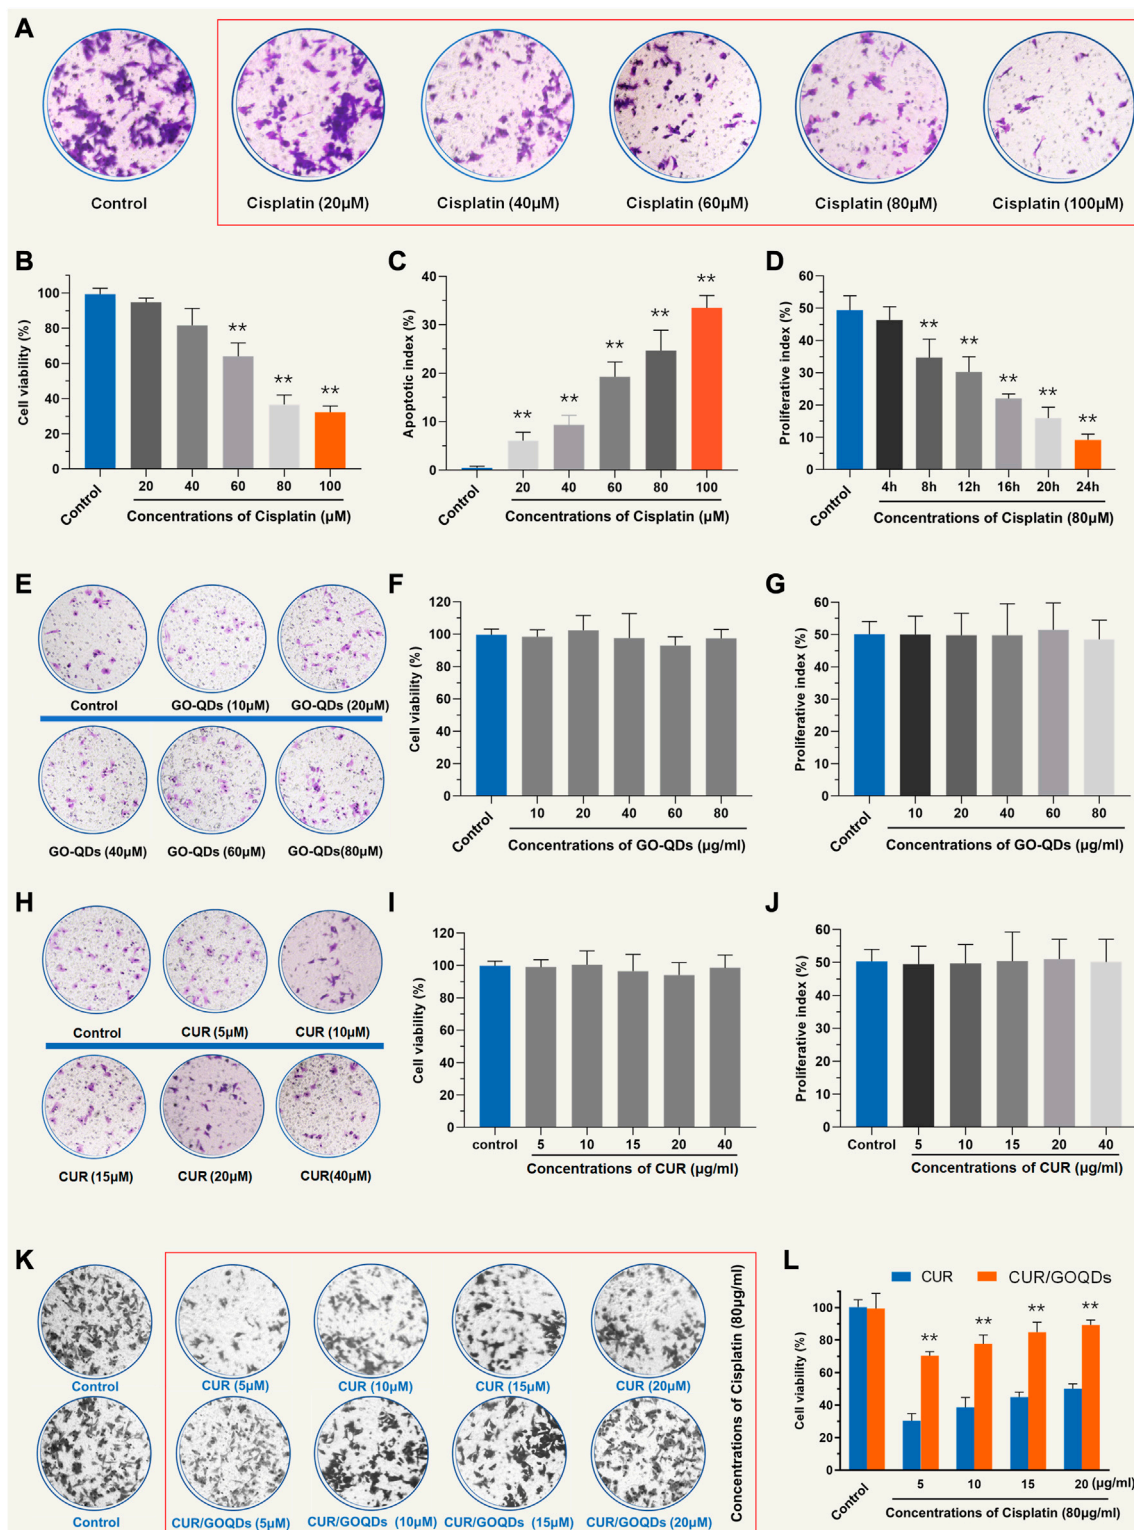 A
Control
Cisplatin (20μM)
Cisplatin (40μM)
Cisplatin (60μM)
Cisplatin (80μM)
Cisplatin (100μM)
B
Cell viability (%)
100
80
60
40
20
0
**
**
**
Control
20
40
60
80
100
Concentrations of Cisplatin (μM)
C
Apoptotic index (%)
40
30
20
10
0
**
**
**
**
**
Control
20
40
60
80
100
Concentrations of Cisplatin (μM)
D
Proliferative index (%)
60
50
40
30
20
10
0
**
**
**
**
**
Control
4h
8h
12h
16h
20h
24h
Concentrations of Cisplatin (80μM)
E
Control
GO-QDs (10μM)
GO-QDs (20μM)
GO-QDs (40μM)
GO-QDs (60μM)
GO-QDs(80μM)
F
Cell viability (%)
120
100
80
60
40
20
0
Control
10
20
40
60
80
Concentrations of GO-QDs (μg/ml)
G
Proliferative index (%)
60
50
40
30
20
10
0
Control
10
20
40
60
80
Concentrations of GO-QDs (μg/ml)
H
Control
CUR (5μM)
CUR (10μM)
CUR (15μM)
CUR (20μM)
CUR(40μM)
I
Cell viability (%)
120
100
80
60
40
20
0
control
5
10
15
20
40
Concentrations of CUR (μg/ml)
J
Proliferative index (%)
60
50
40
30
20
10
0
Control
5
10
15
20
40
Concentrations of CUR (μg/ml)
K
Control
CUR (5μM)
CUR (10μM)
CUR (15μM)
CUR (20μM)
Control
CUR/GOQDs (5μM)
CUR/GOQDs (10μM)
CUR/GOQDs (15μM)
CUR/GOQDs (20μM)
Concentrations of Cisplatin (80μg/ml)
L
CUR
CUR/GOQDs
Cell viability (%)
100
80
60
40
20
0
**
**
**
**
Control
5
10
15
20 (μg/ml)
Concentrations of Cisplatin (80μg/ml)